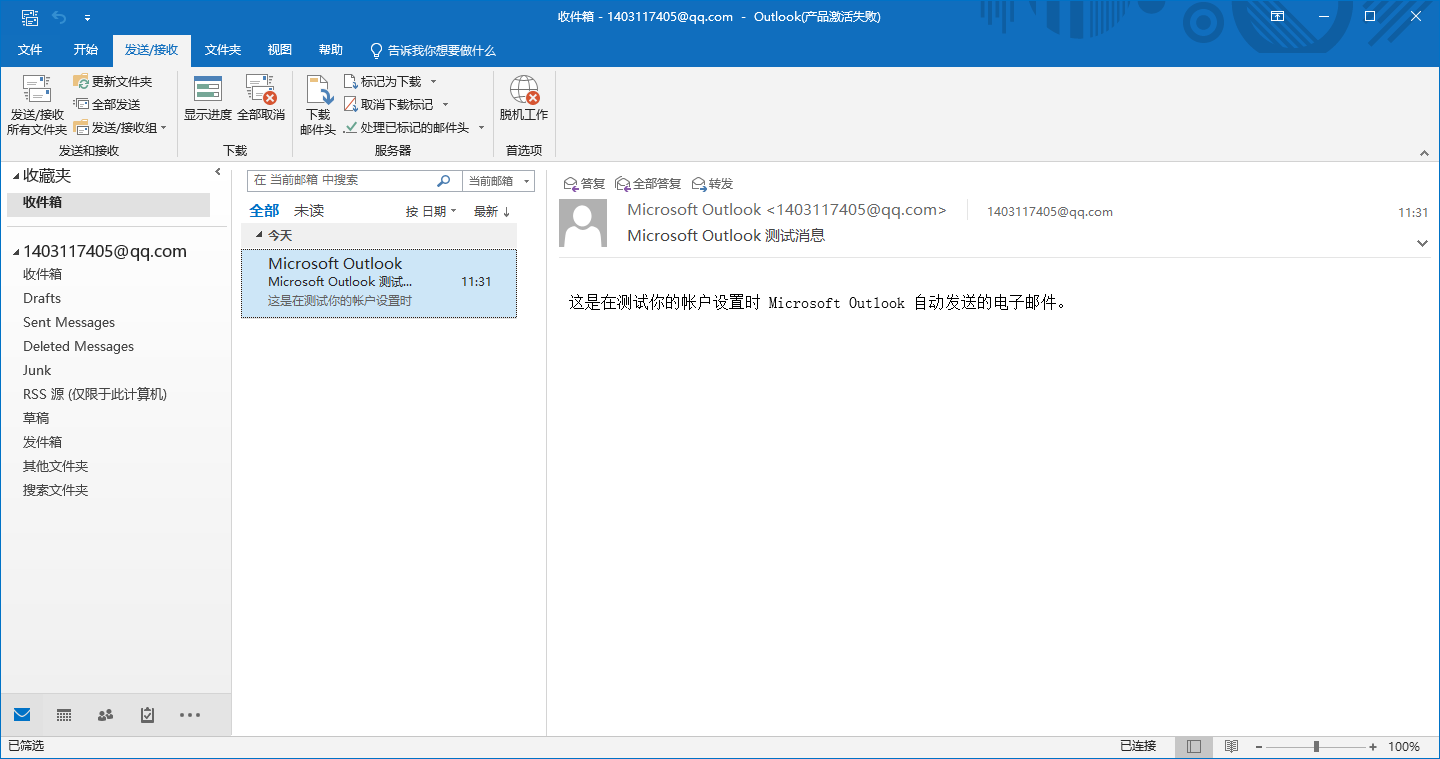 收件箱 - 1403117405@qq.com - Outlook(产品激活失败)
文件 开始 发送/接收 文件夹 视图 帮助 告诉我你想要做什么
发送/接收
所有文件夹
更新文件夹
全部发送
发送/接收组
发送和接收
显示进度 全部取消
下载
下载
邮件头
标记为下载
取消下载标记
处理已标记的邮件头
服务器
脱机工作
首选项
收藏夹
收件箱
1403117405@qq.com
收件箱
Drafts
Sent Messages
Deleted Messages
Junk
RSS 源 (仅限于此计算机)
草稿
发件箱
其他文件夹
搜索文件夹
在 当前邮箱 中搜索 当前邮箱
全部 未读 按 日期 最新 ↓
今天
Microsoft Outlook
Microsoft Outlook 测试... 11:31
这是在测试你的帐户设置时
答复 全部答复 转发
Microsoft Outlook <1403117405@qq.com> 1403117405@qq.com 11:31
Microsoft Outlook 测试消息
这是在测试你的帐户设置时 Microsoft Outlook 自动发送的电子邮件。
已筛选 已连接 100%